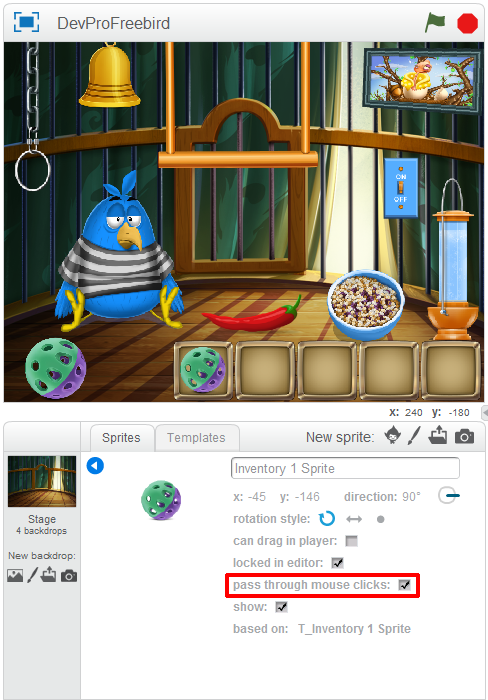 DevProFreebird
ON
OFF
x: 240 y: -180
Sprites
Templates
New sprite:
Inventory 1 Sprite
x: -45 y: -146 direction: 90°
rotation style:
can drag in player:
locked in editor:
pass through mouse clicks:
show:
based on: T_Inventory 1 Sprite
Stage
4 backdrops
New backdrop: